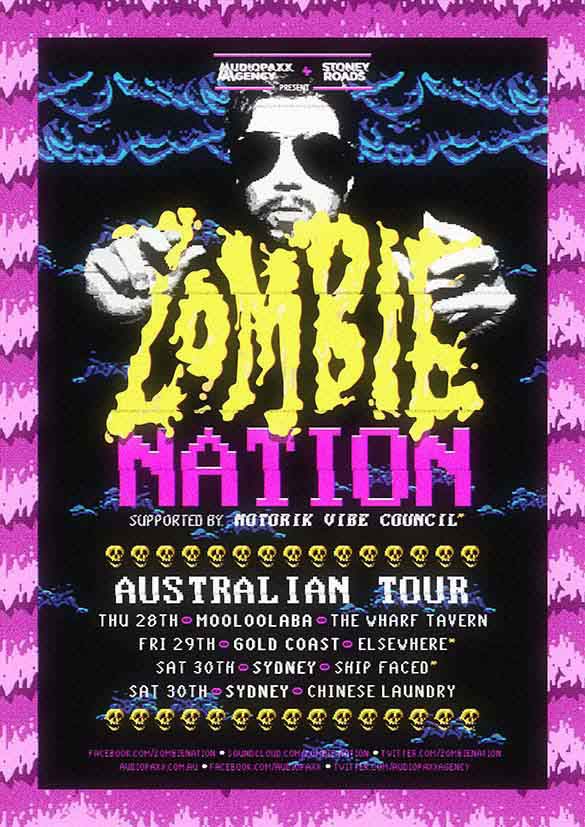 AUDIOPAXX AGENCY + STONEY ROADS
PRESENT
ZOMBIE
NATION
SUPPORTED BY MOTORIK VIBE COUNCIL*
AUSTRALIAN TOUR
THU 28TH MOOLOOLABA THE WHARF TAVERN
FRI 29TH GOLD COAST ELSEWHERE*
SAT 30TH SYDNEY SHIP FACED*
SAT 30TH SYDNEY CHINESE LAUNDRY
FACEBOOK.COM/ZOMBIENATION • SOUNDCLOUD.COM/ZOMBIENATION • TWITTER.COM/ZOMBIENATION
AUDIOPAXX.COM.AU • FACEBOOK.COM/AUDIOPAXX • TWITTER.COM/AUDIOPAXXAGENCY